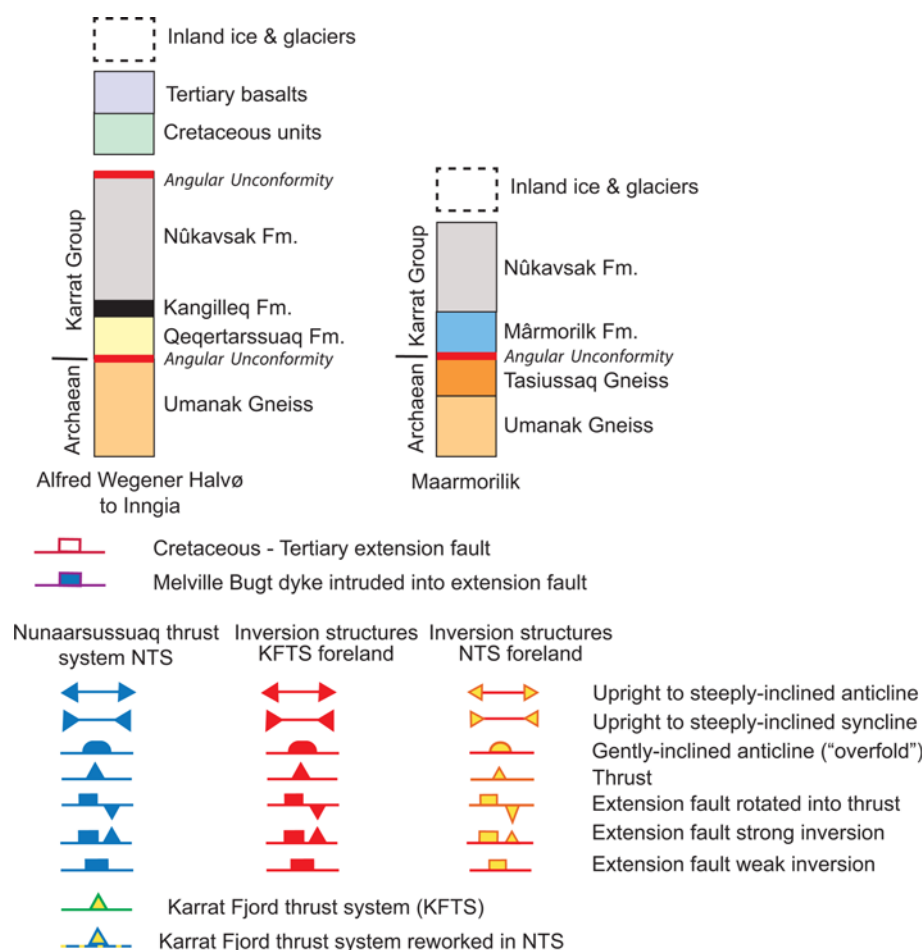 Inland ice & glaciers
Tertiary basalts
Cretaceous units
Angular Unconformity
Nûkavsak Fm.
Kangilleq Fm.
Qeqertarssuaq Fm.
Angular Unconformity
Umanak Gneiss
Karrat Group
Archaean
Alfred Wegener Halvø
to Inngia
Inland ice & glaciers
Nûkavsak Fm.
Mârmorilk Fm.
Angular Unconformity
Tasiussaq Gneiss
Umanak Gneiss
Karrat Group
Archaean
Maarmorilik
Cretaceous - Tertiary extension fault
Melville Bugt dyke intruded into extension fault
Nunaarsussuaq thrust
system NTS
Inversion structures
KFTS foreland
Inversion structures
NTS foreland
Upright to steeply-inclined anticline
Upright to steeply-inclined syncline
Gently-inclined anticline ("overfold")
Thrust
Extension fault rotated into thrust
Extension fault strong inversion
Extension fault weak inversion
Karrat Fjord thrust system (KFTS)
Karrat Fjord thrust system reworked in NTS